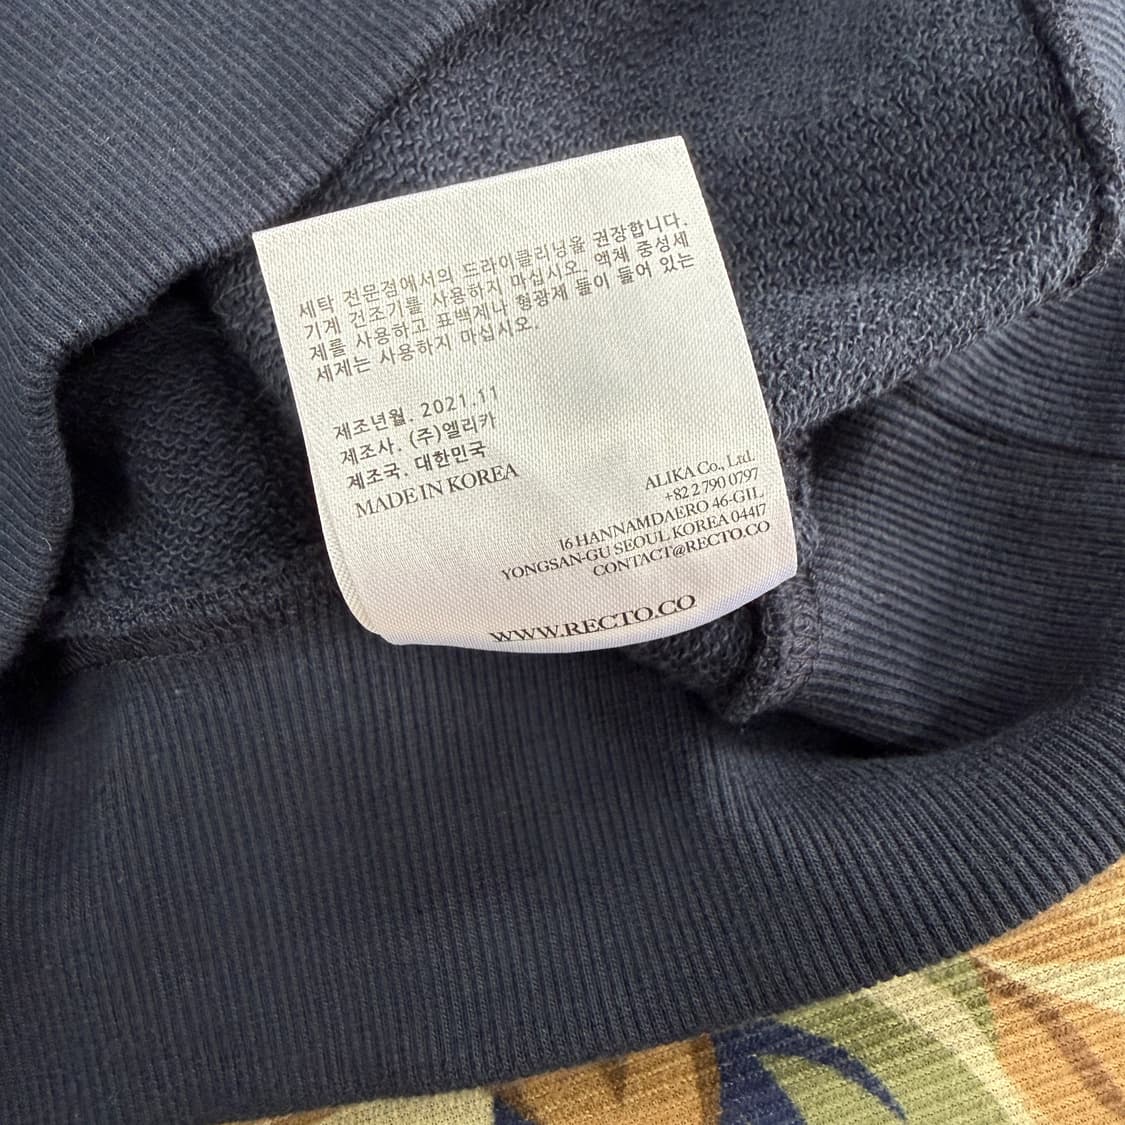 세탁 전문점에서의 드라이클리닝을 권장합니다.
기계 건조기를 사용하지 마십시오. 액체 중성세
제를 사용하고 표백제나 형광제 등이 들어 있는
세제는 사용하지 마십시오.
제조년월. 2021.11
제조사. (주)엘리카
제조국. 대한민국
MADE IN KOREA
ALIKA Co., Ltd.
+82 2 790 0797
16 HANNAMDAERO 46-GIL
YONGSAN-GU SEOUL KOREA 04417
CONTACT@RECTO.CO
WWW.RECTO.CO